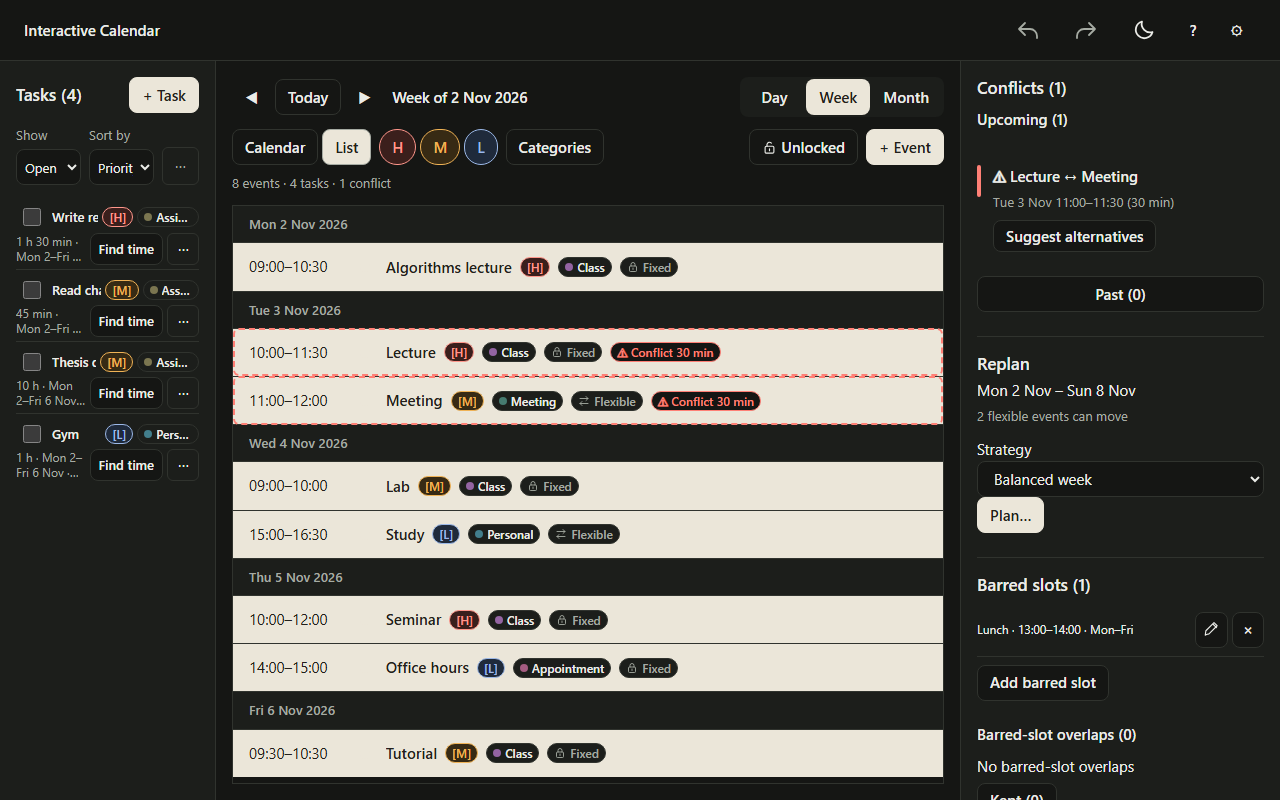 Interactive Calendar
?
Tasks (4)
+ Task
Show
Sort by
Open
Priorit
...
Write re [H] Assi...
1 h 30 min ·
Mon 2–Fri ...
Find time
...
Read cha [M] Ass...
45 min ·
Mon 2–Fri ...
Find time
...
Thesis c [M] Assi...
10 h · Mon
2–Fri 6 Nov...
Find time
...
Gym [L] Pers...
1 h · Mon 2–
Fri 6 Nov ·...
Find time
...
◀ Today ▶ Week of 2 Nov 2026
Day Week Month
Calendar List H M L Categories
Unlocked
+ Event
8 events · 4 tasks · 1 conflict
Mon 2 Nov 2026
09:00–10:30 Algorithms lecture [H] Class Fixed
Tue 3 Nov 2026
10:00–11:30 Lecture [H] Class Fixed ⚠ Conflict 30 min
11:00–12:00 Meeting [M] Meeting Flexible ⚠ Conflict 30 min
Wed 4 Nov 2026
09:00–10:00 Lab [M] Class Fixed
15:00–16:30 Study [L] Personal Flexible
Thu 5 Nov 2026
10:00–12:00 Seminar [H] Class Fixed
14:00–15:00 Office hours [L] Appointment Fixed
Fri 6 Nov 2026
09:30–10:30 Tutorial [M] Class Fixed
Conflicts (1)
Upcoming (1)
⚠ Lecture ↔ Meeting
Tue 3 Nov 11:00–11:30 (30 min)
Suggest alternatives
Past (0)
Replan
Mon 2 Nov – Sun 8 Nov
2 flexible events can move
Strategy
Balanced week
Plan...
Barred slots (1)
Lunch · 13:00–14:00 · Mon–Fri
×
Add barred slot
Barred-slot overlaps (0)
No barred-slot overlaps
Kept (0)